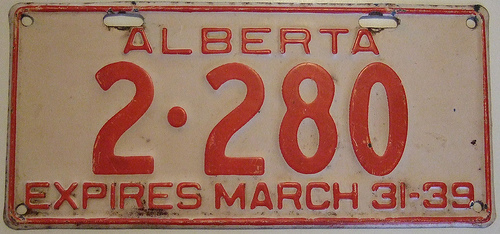 ALBERTA
2•280
EXPIRES MARCH 31-39